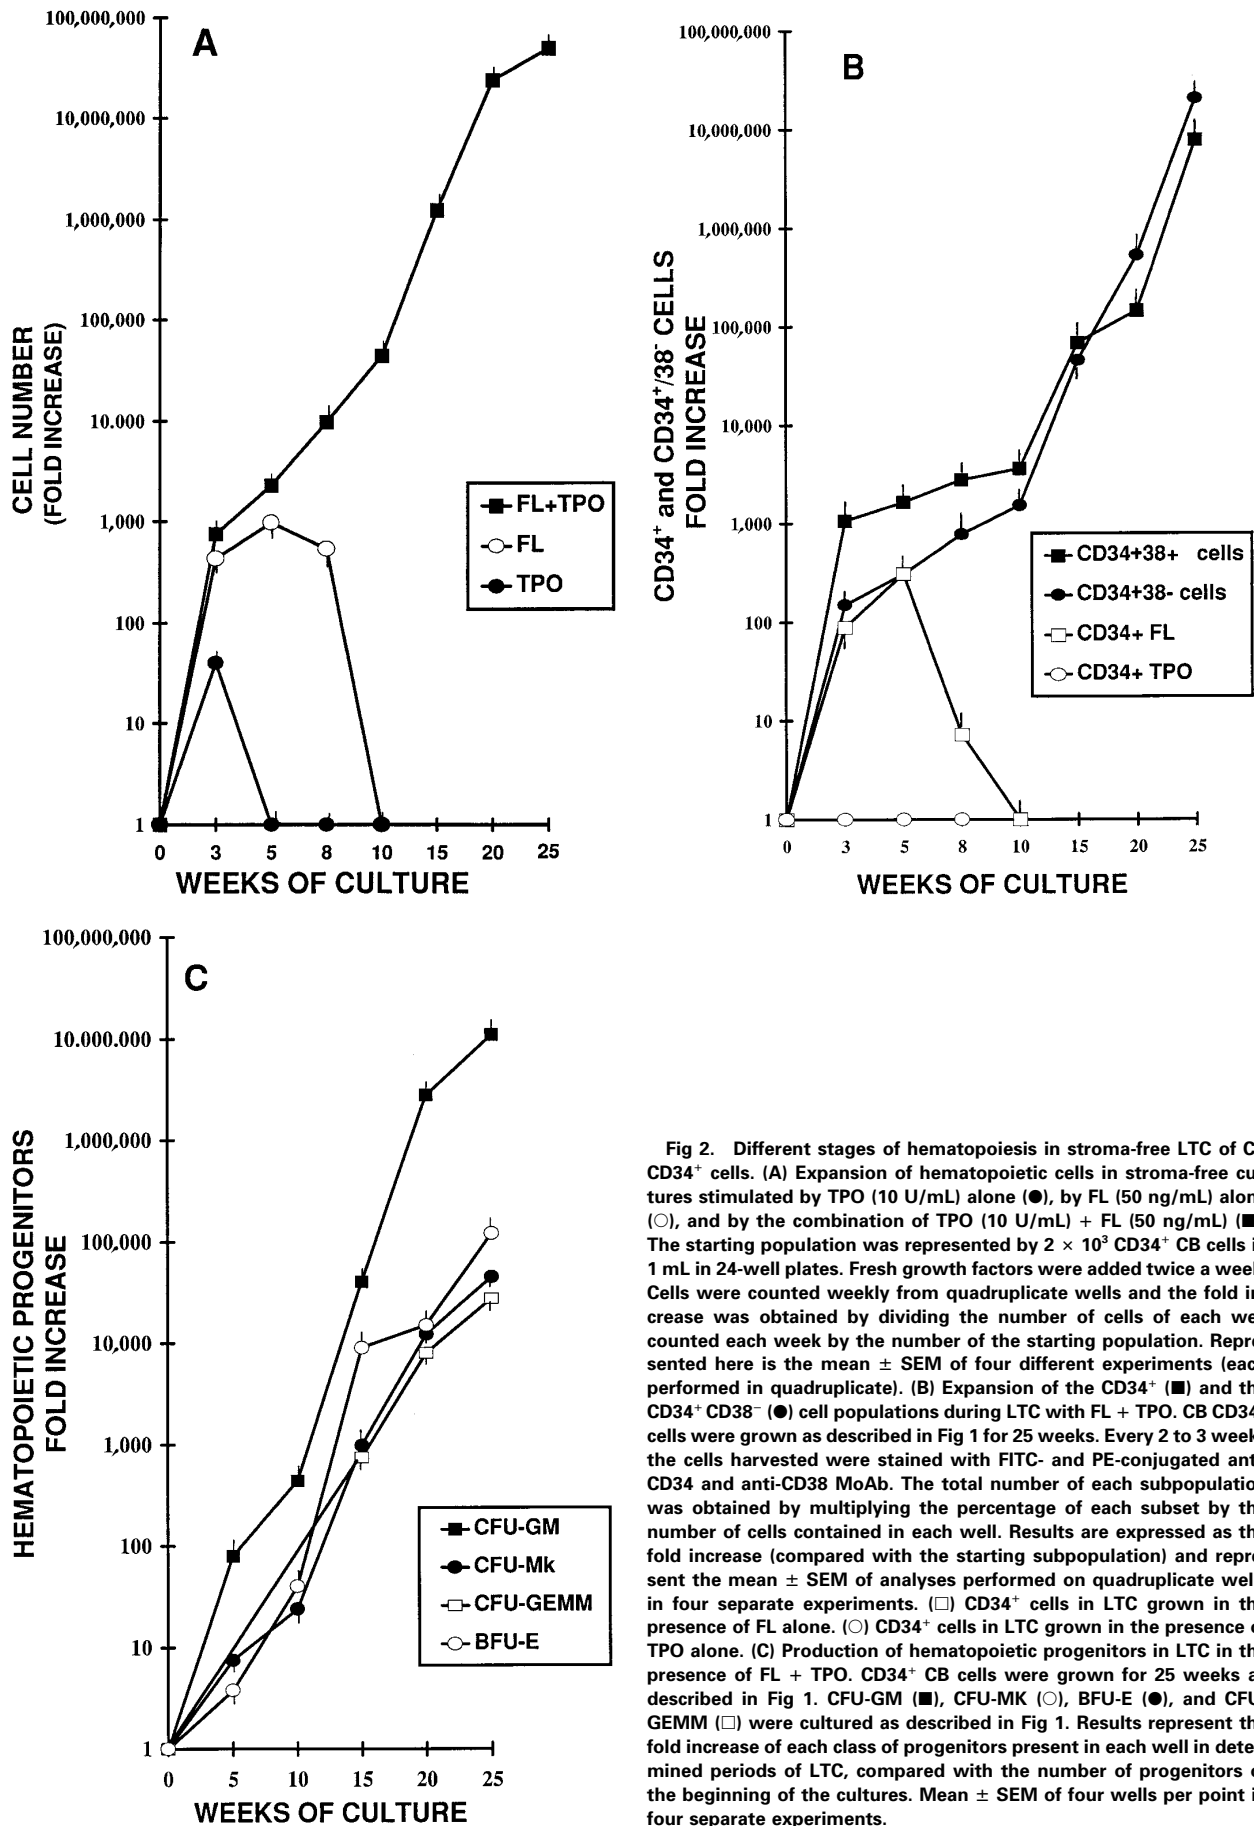 A
100,000,000
10,000,000
1,000,000
100,000
10.000
1,000
100
10
1
CELL NUMBER
(FOLD INCREASE)
FL+TPO
FL
TPO
0 3 5 8 10 15 20 25
WEEKS OF CULTURE
B
100,000,000
10,000,000
1,000,000
100,000
10,000
1,000
100
10
1
CD34+ and CD34+/38- CELLS
FOLD INCREASE
CD34+38+ cells
CD34+38- cells
CD34+ FL
CD34+ TPO
0 3 5 8 10 15 20 25
WEEKS OF CULTURE
C
100,000,000
10.000.000
1,000,000
100,000
10,000
1,000
100
10
1
HEMATOPOIETIC PROGENITORS
FOLD INCREASE
CFU-GM
CFU-Mk
CFU-GEMM
BFU-E
0 5 10 15 20 25
WEEKS OF CULTURE
Fig 2. Different stages of hematopoiesis in stroma-free LTC of C
CD34+ cells. (A) Expansion of hematopoietic cells in stroma-free cu
tures stimulated by TPO (10 U/mL) alone (●), by FL (50 ng/mL) alon
(○), and by the combination of TPO (10 U/mL) + FL (50 ng/mL) (■
The starting population was represented by 2 × 10³ CD34+ CB cells i
1 mL in 24-well plates. Fresh growth factors were added twice a week
Cells were counted weekly from quadruplicate wells and the fold in
crease was obtained by dividing the number of cells of each we
counted each week by the number of the starting population. Repre
sented here is the mean ± SEM of four different experiments (eac
performed in quadruplicate). (B) Expansion of the CD34+ (■) and th
CD34+ CD38− (●) cell populations during LTC with FL + TPO. CB CD34
cells were grown as described in Fig 1 for 25 weeks. Every 2 to 3 week
the cells harvested were stained with FITC- and PE-conjugated ant
CD34 and anti-CD38 MoAb. The total number of each subpopulatio
was obtained by multiplying the percentage of each subset by th
number of cells contained in each well. Results are expressed as th
fold increase (compared with the starting subpopulation) and repre
sent the mean ± SEM of analyses performed on quadruplicate well
in four separate experiments. (□) CD34+ cells in LTC grown in th
presence of FL alone. (○) CD34+ cells in LTC grown in the presence o
TPO alone. (C) Production of hematopoietic progenitors in LTC in th
presence of FL + TPO. CD34+ CB cells were grown for 25 weeks a
described in Fig 1. CFU-GM (■), CFU-MK (○), BFU-E (●), and CFU
GEMM (□) were cultured as described in Fig 1. Results represent th
fold increase of each class of progenitors present in each well in dete
mined periods of LTC, compared with the number of progenitors o
the beginning of the cultures. Mean ± SEM of four wells per point i
four separate experiments.